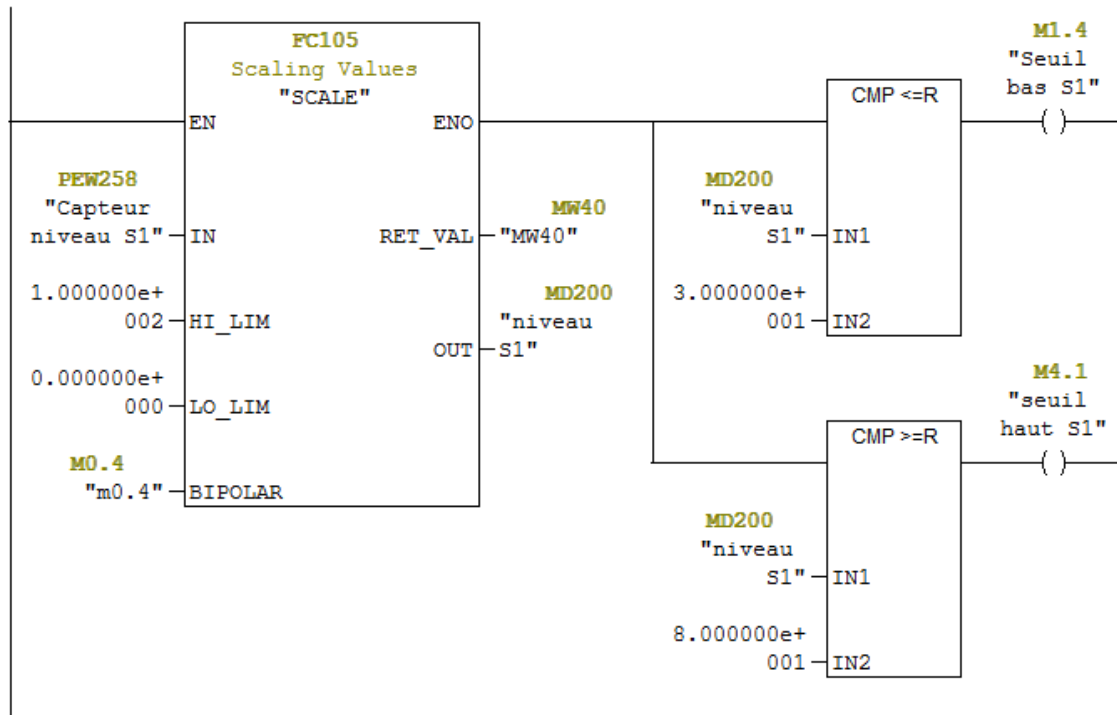 FC105
Scaling Values
"SCALE"
EN
ENO
PEW258
"Capteur
niveau S1"
IN
MW40
RET_VAL
"MW40"
1.000000e+
002
HI_LIM
MD200
"niveau
OUT
S1"
0.000000e+
000
LO_LIM
M0.4
"m0.4"
BIPOLAR
M1.4
"Seuil
bas S1"
CMP <=R
( )
MD200
"niveau
S1"
IN1
3.000000e+
001
IN2
M4.1
"seuil
haut S1"
CMP >=R
( )
MD200
"niveau
S1"
IN1
8.000000e+
001
IN2